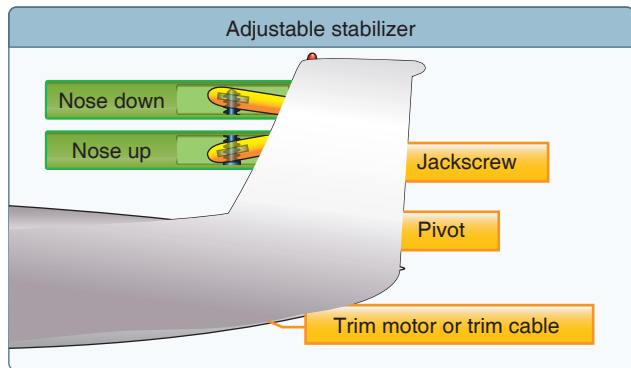 Adjustable stabilizer
Nose down
Nose up
Jackscrew
Pivot
Trim motor or trim cable